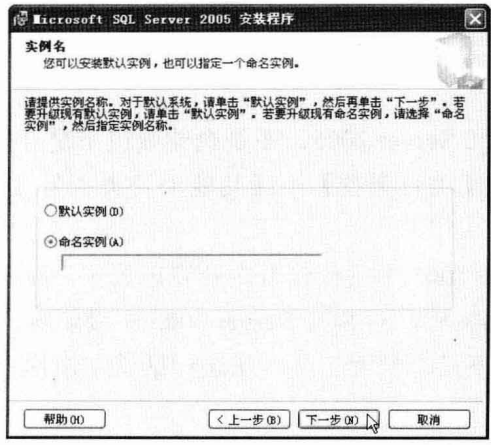 Microsoft SQL Server 2005 安装程序
实例名
您可以安装默认实例，也可以指定一个命名实例。
请提供实例名称。对于默认系统，请单击“默认实例”，然后再单击“下一步”。若
要升级现有默认实例，请单击“默认实例”。若要升级现有命名实例，请选择“命名
实例”，然后指定实例名称。
默认实例(D)
命名实例(A)
帮助(H)
< 上一步(B)
下一步(N) >
取消